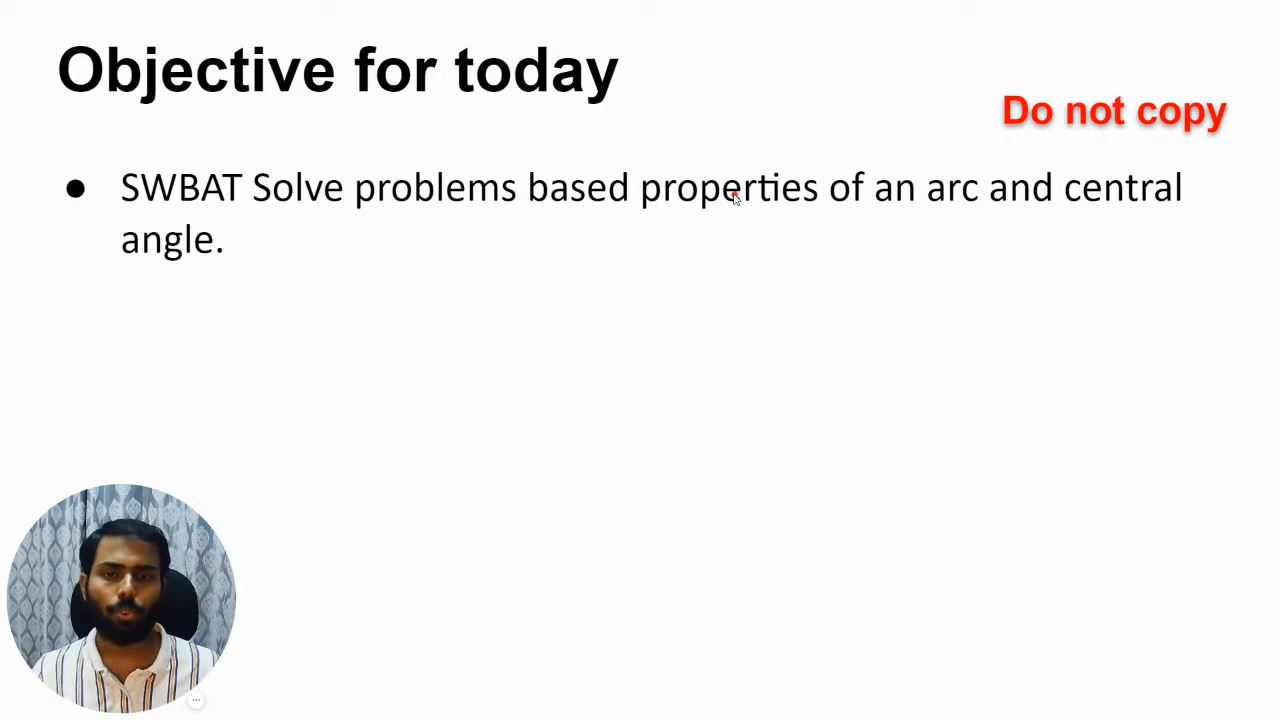 Objective for today
Do not copy
● SWBAT Solve problems based properties of an arc and central
angle.